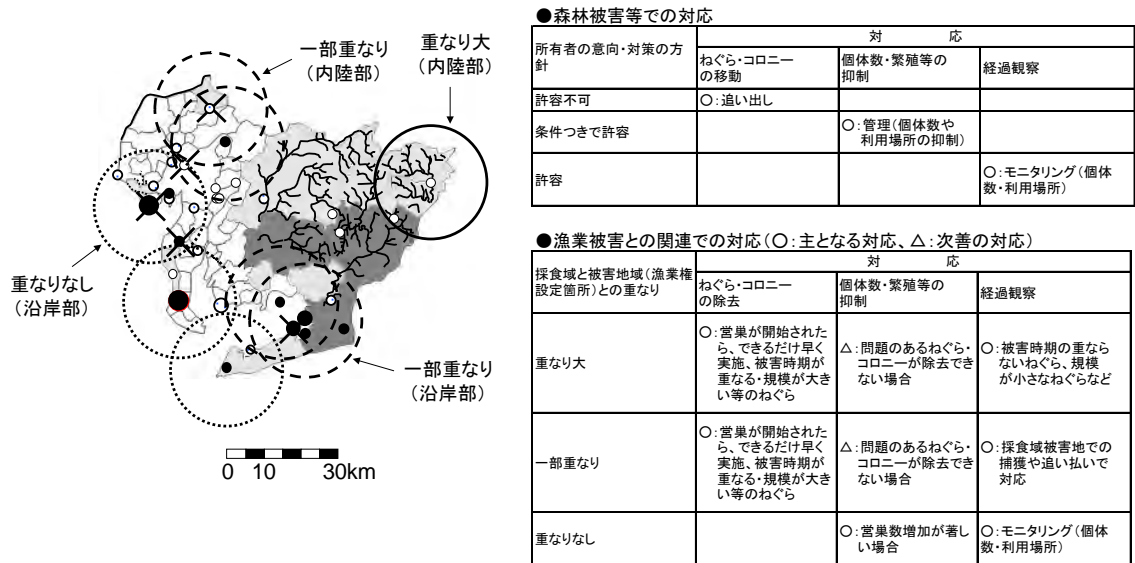 一部重なり
（内陸部）
重なり大
（内陸部）
重なりなし
（沿岸部）
一部重なり
（沿岸部）
0 10 30km
●森林被害等での対応
所有者の意向・対策の方
針
対 応
ねぐら・コロニー
の移動
個体数・繁殖等の
抑制
経過観察
許容不可
○：追い出し
条件つきで許容
○：管理（個体数や
利用場所の抑制）
許容
○：モニタリング（個体
数・利用場所）
●漁業被害との関連での対応（○：主となる対応、△：次善の対応）
採食域と被害地域（漁業権
設定箇所）との重なり
対 応
ねぐら・コロニー
の除去
個体数・繁殖等の
抑制
経過観察
重なり大
○：営巣が開始された
ら、できるだけ早く
実施、被害時期が
重なる・規模が大き
い等のねぐら
△：問題のあるねぐら・
コロニーが除去でき
ない場合
○：被害時期の重なら
ないねぐら、規模
が小さなねぐらなど
一部重なり
○：営巣が開始された
ら、できるだけ早く
実施、被害時期が
重なる・規模が大き
い等のねぐら
△：問題のあるねぐら・
コロニーが除去でき
ない場合
○：採食域被害地での
捕獲や追い払いで
対応
重なりなし
○：営巣数増加が著し
い場合
○：モニタリング（個体
数・利用場所）